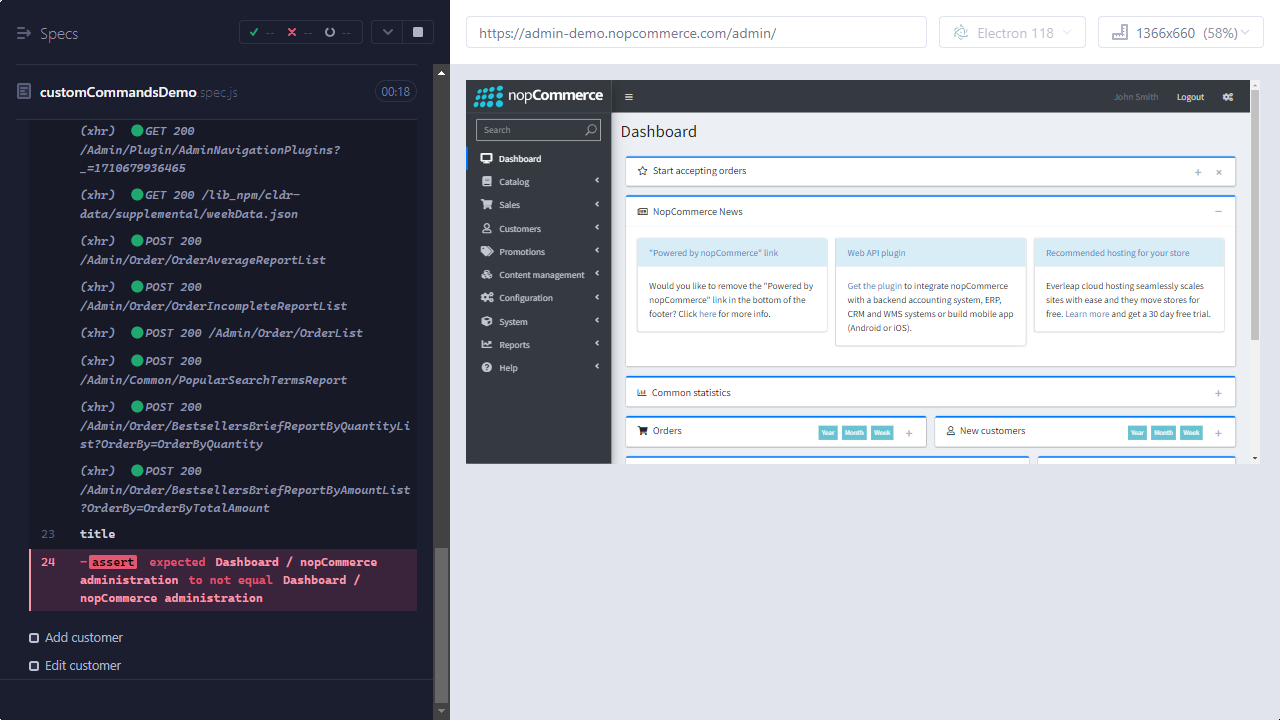 Specs
-- -- --
customCommandsDemo.spec.js 00:18
(xhr) GET 200
/Admin/Plugin/AdminNavigationPlugins?
_=1710679936465
(xhr) GET 200 /lib_npm/cldr-
data/supplemental/weekData.json
(xhr) POST 200
/Admin/Order/OrderAverageReportList
(xhr) POST 200
/Admin/Order/OrderIncompleteReportList
(xhr) POST 200 /Admin/Order/OrderList
(xhr) POST 200
/Admin/Common/PopularSearchTermsReport
(xhr) POST 200
/Admin/Order/BestsellersBriefReportByQuantityLi
st?OrderBy=OrderByQuantity
(xhr) POST 200
/Admin/Order/BestsellersBriefReportByAmountList
?OrderBy=OrderByTotalAmount
23 title
24 -assert expected Dashboard / nopCommerce
administration to not equal Dashboard /
nopCommerce administration
Add customer
Edit customer
https://admin-demo.nopcommerce.com/admin/
Electron 118
1366x660 (58%)
nopCommerce
John Smith Logout
Search
Dashboard
Catalog
Sales
Customers
Promotions
Content management
Configuration
System
Reports
Help
Dashboard
Start accepting orders
NopCommerce News
"Powered by nopCommerce" link
Would you like to remove the "Powered by
nopCommerce" link in the bottom of the
footer? Click here for more info.
Web API plugin
Get the plugin to integrate nopCommerce
with a backend accounting system, ERP,
CRM and WMS systems or build mobile app
(Android or iOS).
Recommended hosting for your store
Everleap cloud hosting seamlessly scales
sites with ease and they move stores for
free. Learn more and get a 30 day free trial.
Common statistics
Orders Year Month Week
New customers Year Month Week